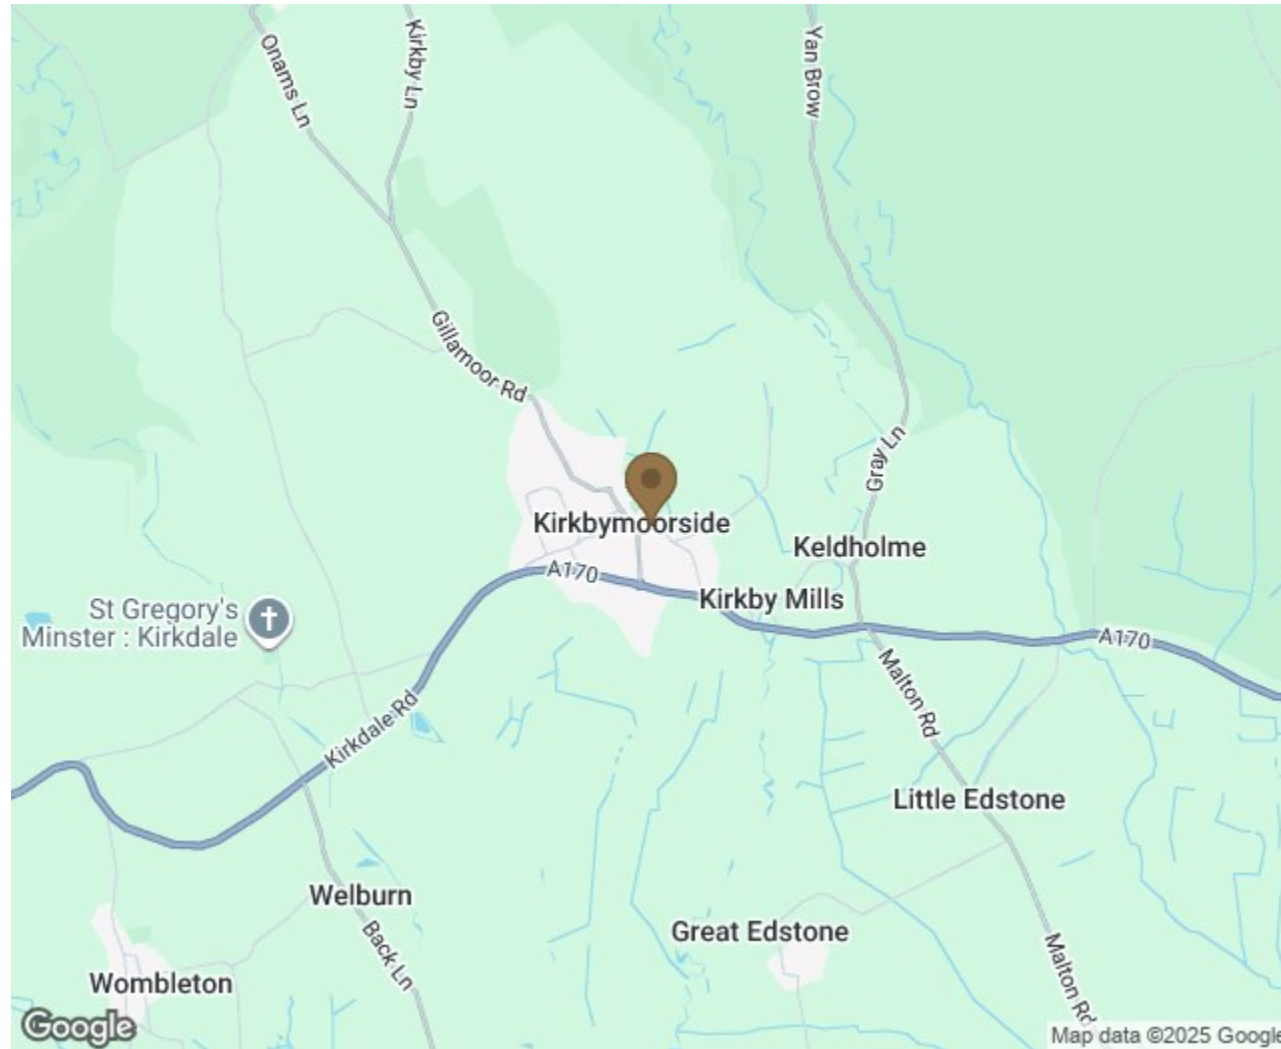 Onams Ln
Kirkby Ln
Yan Brow
Gillamoor Rd
Gray Ln
Kirkbymoorside
Keldholme
A170
Kirkby Mills
St Gregory's
Minster : Kirkdale
A170
Malton Rd
Kirkdale Rd
Little Edstone
Welburn
Great Edstone
Back Ln
Malton Rd
Wombleton
Google
Map data ©2025 Google